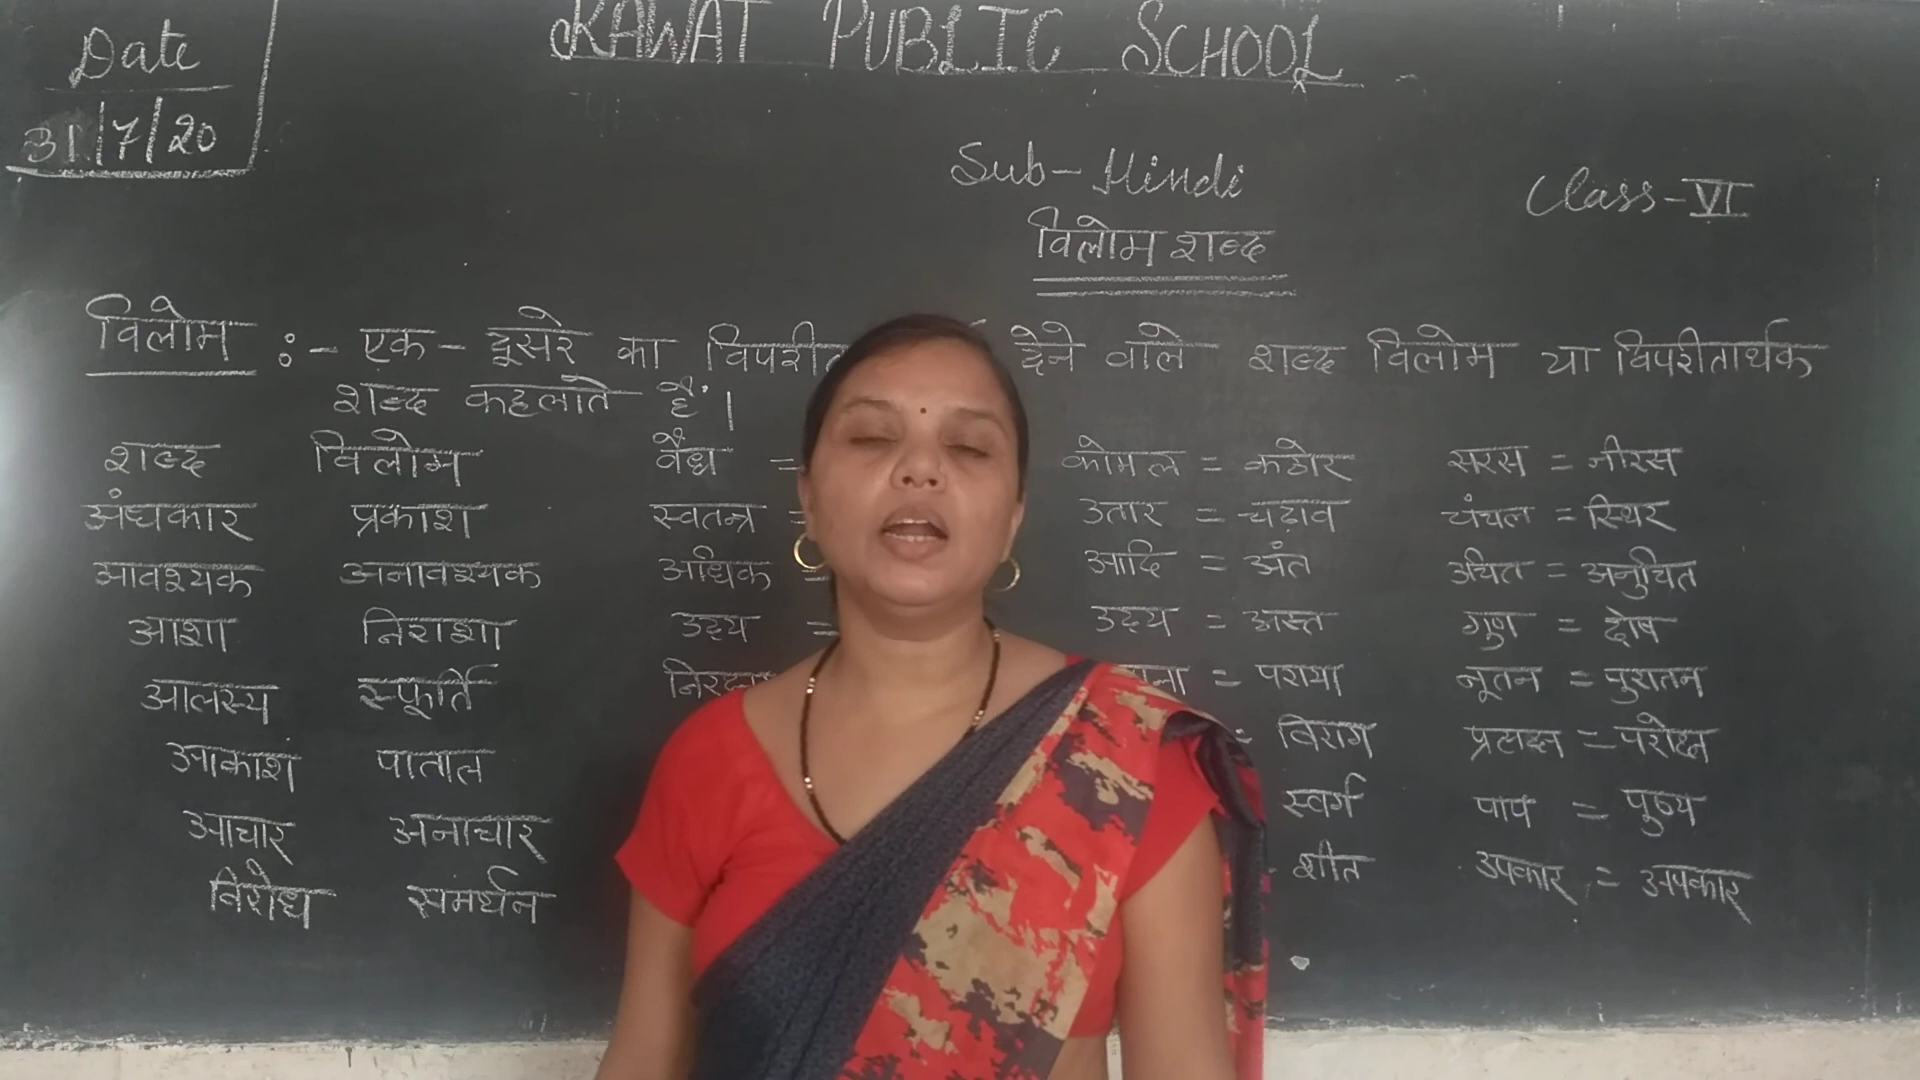 Date
31/7/20
RAWAT PUBLIC SCHOOL
Sub- Hindi
Class-VI
विलोम शब्द
विलोम :- एक-दूसरे का देने वाले शब्द विलोम या विपरीतार्थक
शब्द कहलाते हैं।
शब्द विलोम
अंधकार प्रकाश
आवश्यक अनावश्यक
आशा निराशा
आलस्य स्फूर्ति
आकाश पाताल
आचार अनाचार
विरोध समर्थन
वैध =
स्वतन्त्र =
अधिक =
उदय =
कोमल = कठोर
उतार = चढ़ाव
आदि = अंत
उदय = अस्त
= पराया
= विराग
स्वर्ग
शीत
सरस = नीरस
चंचल = स्थिर
उचित = अनुचित
गुण = दोष
नूतन = पुरातन
प्रत्यक्ष = परोक्ष
पाप = पुण्य
उपकार = अपकार